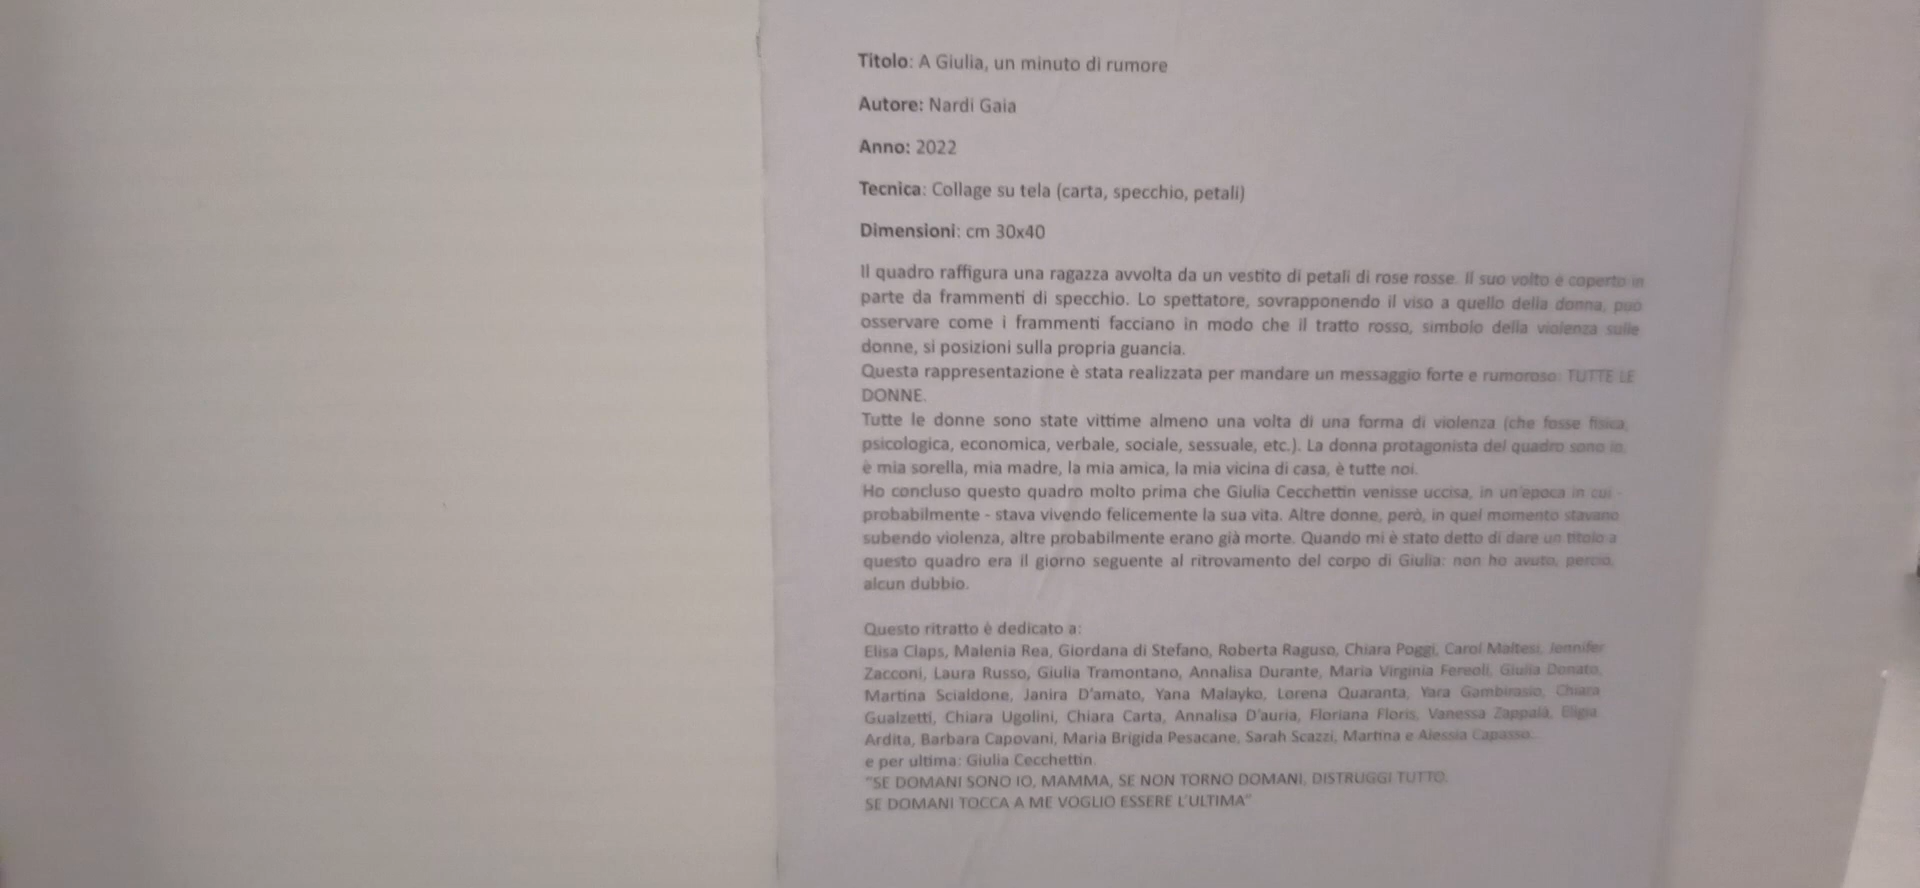 Titolo: A Giulia, un minuto di rumore
Autore: Nardi Gaia
Anno: 2022
Tecnica: Collage su tela (carta, specchio, petali)
Dimensioni: cm 30x40
Il quadro raffigura una ragazza avvolta da un vestito di petali di rose rosse. Il suo volto è coperto in
parte da frammenti di specchio. Lo spettatore, sovrapponendo il viso a quello della donna, può
osservare come i frammenti facciano in modo che il tratto rosso, simbolo della violenza sulle
donne, si posizioni sulla propria guancia.
Questa rappresentazione è stata realizzata per mandare un messaggio forte e rumoroso: TUTTE LE
DONNE.
Tutte le donne sono state vittime almeno una volta di una forma di violenza (che fosse fisica,
psicologica, economica, verbale, sociale, sessuale, etc.). La donna protagonista del quadro sono io,
è mia sorella, mia madre, la mia amica, la mia vicina di casa, è tutte noi.
Ho concluso questo quadro molto prima che Giulia Cecchettin venisse uccisa, in un'epoca in cui -
probabilmente - stava vivendo felicemente la sua vita. Altre donne, però, in quel momento stavano
subendo violenza, altre probabilmente erano già morte. Quando mi è stato detto di dare un titolo a
questo quadro era il giorno seguente al ritrovamento del corpo di Giulia: non ho avuto, perciò,
alcun dubbio.
Questo ritratto è dedicato a:
Elisa Claps, Malenia Rea, Giordana di Stefano, Roberta Raguso, Chiara Poggi, Carol Maltesi, Jennifer
Zacconi, Laura Russo, Giulia Tramontano, Annalisa Durante, Maria Virginia Fereoli, Giulia Donato,
Martina Scialdone, Janira D'amato, Yana Malayko, Lorena Quaranta, Yara Gambirasio, Chiara
Gualzetti, Chiara Ugolini, Chiara Carta, Annalisa D'auria, Floriana Floris, Vanessa Zappalà, Eligia
Ardita, Barbara Capovani, Maria Brigida Pesacane, Sarah Scazzi, Martina e Alessia Capasso...
e per ultima: Giulia Cecchettin.
"SE DOMANI SONO IO, MAMMA, SE NON TORNO DOMANI, DISTRUGGI TUTTO.
SE DOMANI TOCCA A ME VOGLIO ESSERE L'ULTIMA"